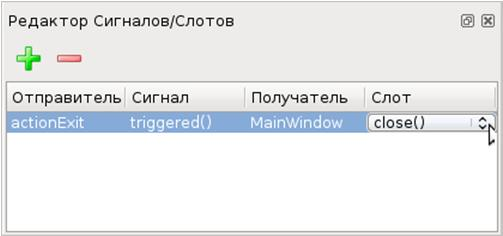 Редактор Сигналов/Слотов
Отправитель Сигнал Получатель Слот
actionExit triggered() MainWindow close()